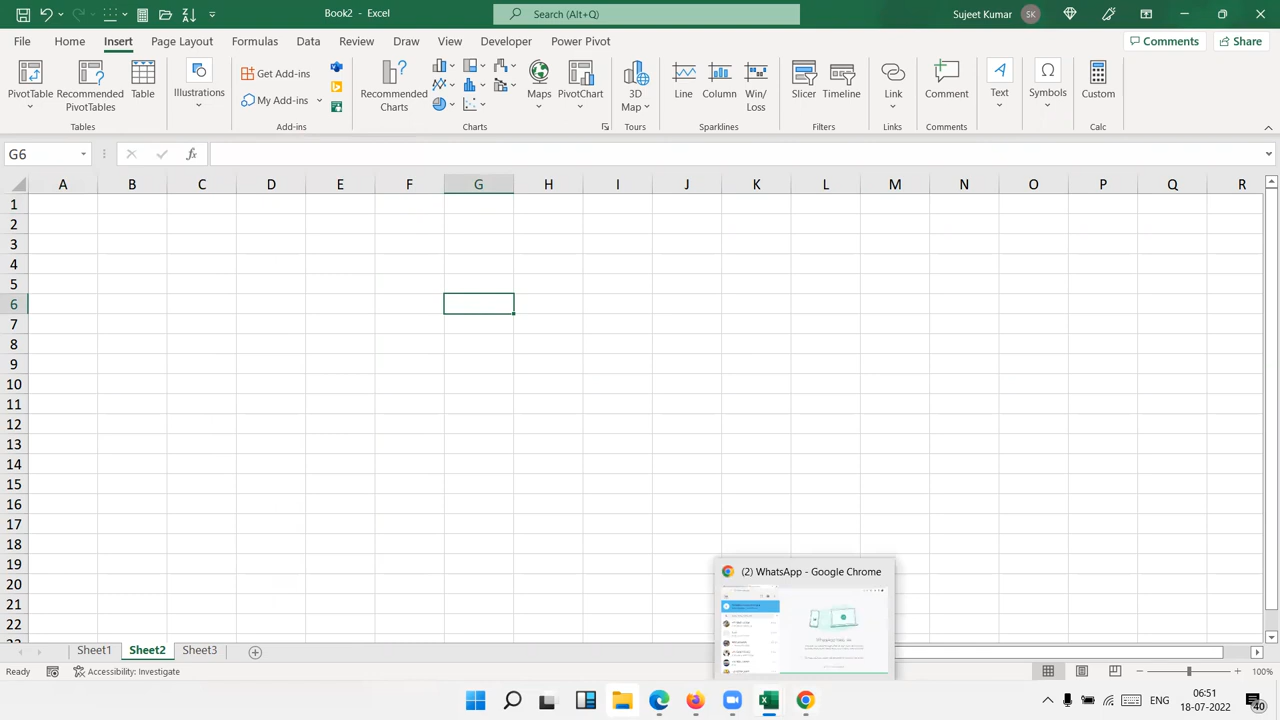 Book2 - Excel
Search (Alt+Q)
Sujeet Kumar
SK
File Home Insert Page Layout Formulas Data Review Draw View Developer Power Pivot
Comments
Share
PivotTable
Recommended
PivotTables
Table
Illustrations
Get Add-ins
My Add-ins
Recommended
Charts
Maps
PivotChart
3D
Map
Line
Column
Win/
Loss
Slicer
Timeline
Link
Comment
Text
Symbols
Custom
Tables
Add-ins
Charts
Tours
Sparklines
Filters
Links
Comments
Calc
G6
fx
A B C D E F G H I J K L M N O P Q R
1
2
3
4
5
6
7
8
9
10
11
12
13
14
15
16
17
18
19
20
21
22
(2) WhatsApp - Google Chrome
Sheet2
Accessibility: Investigate
100%
ENG
06:51
18-07-2022
40